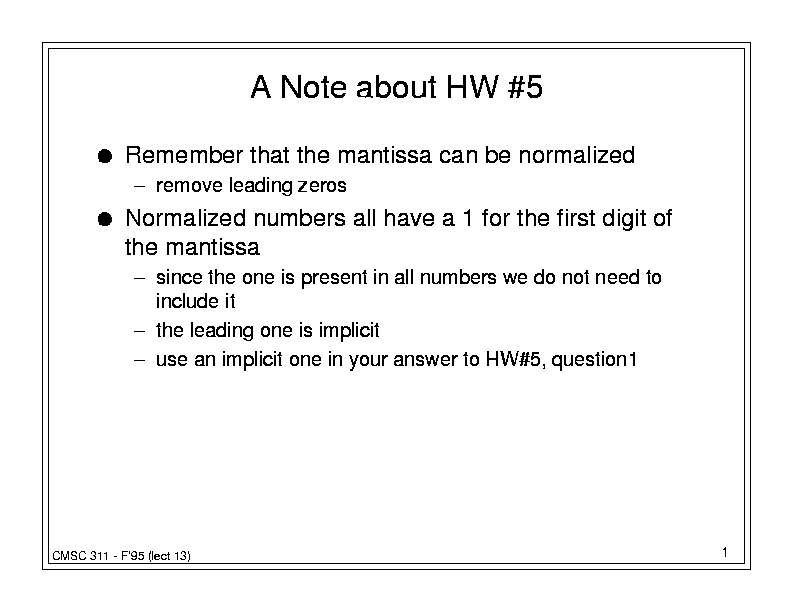 A Note about HW #5
● Remember that the mantissa can be normalized
– remove leading zeros
● Normalized numbers all have a 1 for the first digit of
the mantissa
– since the one is present in all numbers we do not need to
include it
– the leading one is implicit
– use an implicit one in your answer to HW#5, question1
CMSC 311 - F'95 (lect 13)
1